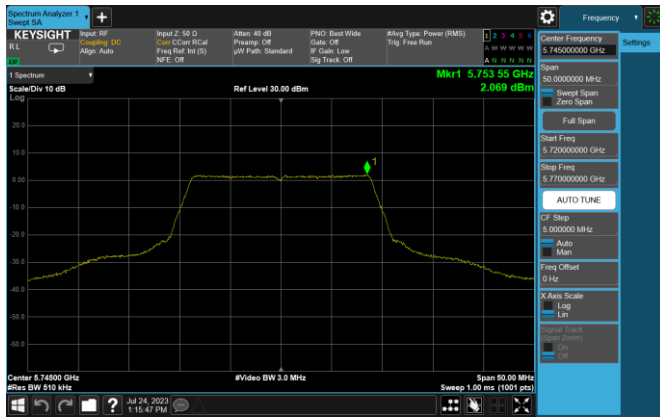 Spectrum Analyzer 1
Swept SA
+
Frequency
KEYSIGHT
RL
LXI
Input: RF
Coupling: DC
Align: Auto
Input Z: 50 Ω
Corr CCorr RCal
Freq Ref: Int (S)
NFE: Off
Atten: 40 dB
Preamp: Off
µW Path: Standard
PNO: Best Wide
Gate: Off
IF Gain: Low
Sig Track: Off
#Avg Type: Power (RMS)
Trig: Free Run
1 2 3 4 5 6
A W W W W W
A N N N N N
1 Spectrum
Scale/Div 10 dB
Log
Ref Level 30.00 dBm
Mkr1 5.753 55 GHz
2.069 dBm
20.0
10.0
0.00
-10.0
-20.0
-30.0
-40.0
-50.0
-60.0
1
Center 5.74500 GHz
#Res BW 510 kHz
#Video BW 3.0 MHz
Span 50.00 MHz
Sweep 1.00 ms (1001 pts)
Jul 24, 2023
1:15:47 PM
?
Center Frequency
5.745000000 GHz
Span
50.0000000 MHz
Swept Span
Zero Span
Full Span
Start Freq
5.720000000 GHz
Stop Freq
5.770000000 GHz
AUTO TUNE
CF Step
5.000000 MHz
Auto
Man
Freq Offset
0 Hz
X Axis Scale
Log
Lin
Signal Track
(Span Zoom)
On
Off
Settings